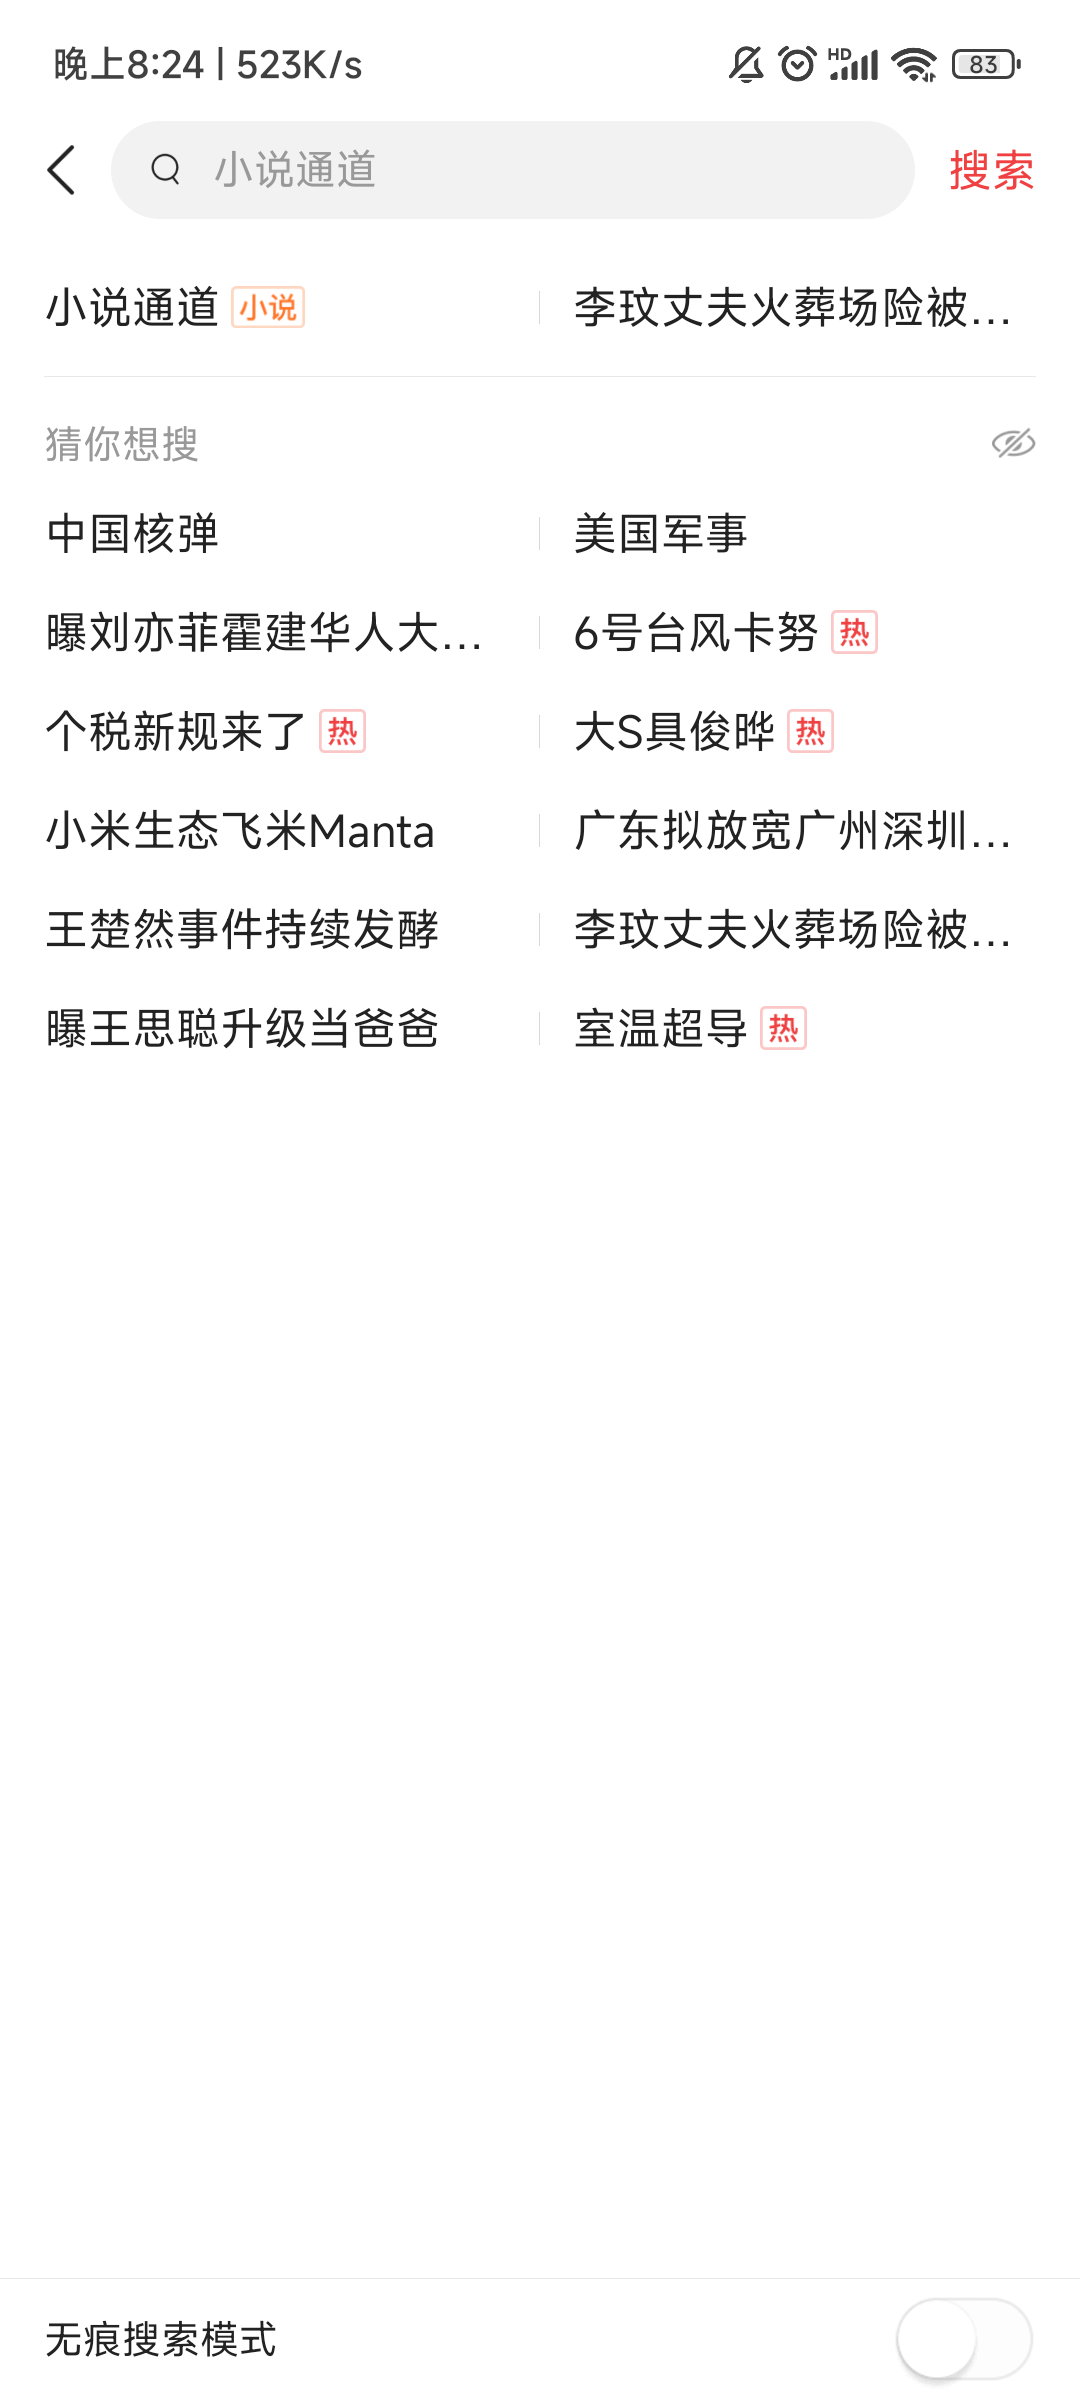 晚上8:24 | 523K/s HD 83
小说通道 搜索
小说通道 小说 李玟丈夫火葬场险被...
猜你想搜
中国核弹 美国军事
曝刘亦菲霍建华人大... 6号台风卡努 热
个税新规来了 热 大S具俊晔 热
小米生态飞米Manta 广东拟放宽广州深圳...
王楚然事件持续发酵 李玟丈夫火葬场险被...
曝王思聪升级当爸爸 室温超导 热
无痕搜索模式